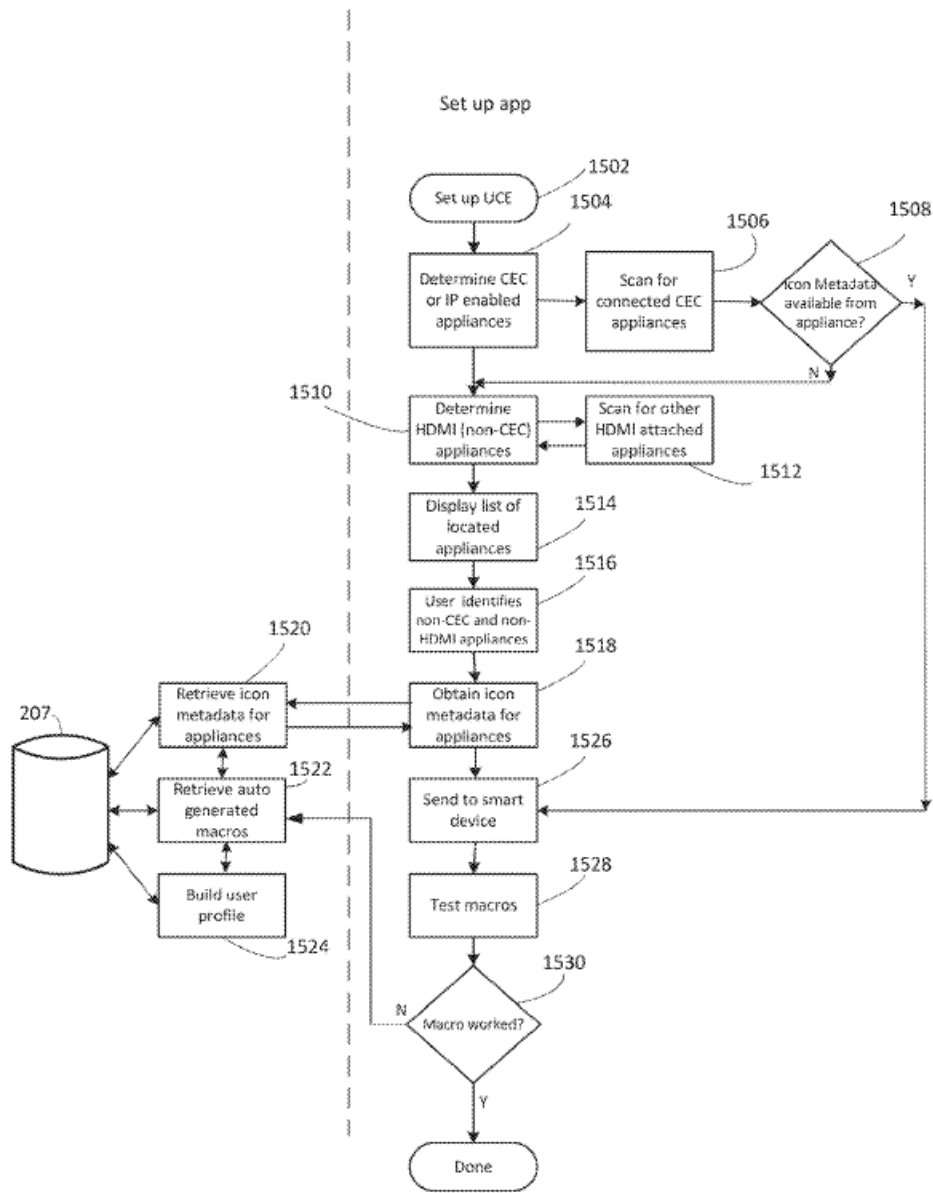 Set up app
1502
Set up UCE
1504
1506
1508
Determine CEC
or IP enabled
appliances
Scan for
connected CEC
appliances
Icon Metadata
available from
appliance?
Y
N
1510
Determine
HDMI (non-CEC)
appliances
Scan for other
HDMI attached
appliances
1512
Display list of
located
appliances
1514
User identifies
non-CEC and non-
HDMI appliances
1516
1520
1518
Retrieve icon
metadata for
appliances
Obtain icon
metadata for
appliances
207
1522
1526
Retrieve auto
generated
macros
Send to smart
device
1528
Build user
profile
1524
Test macros
1530
N
Macro worked?
Y
Done